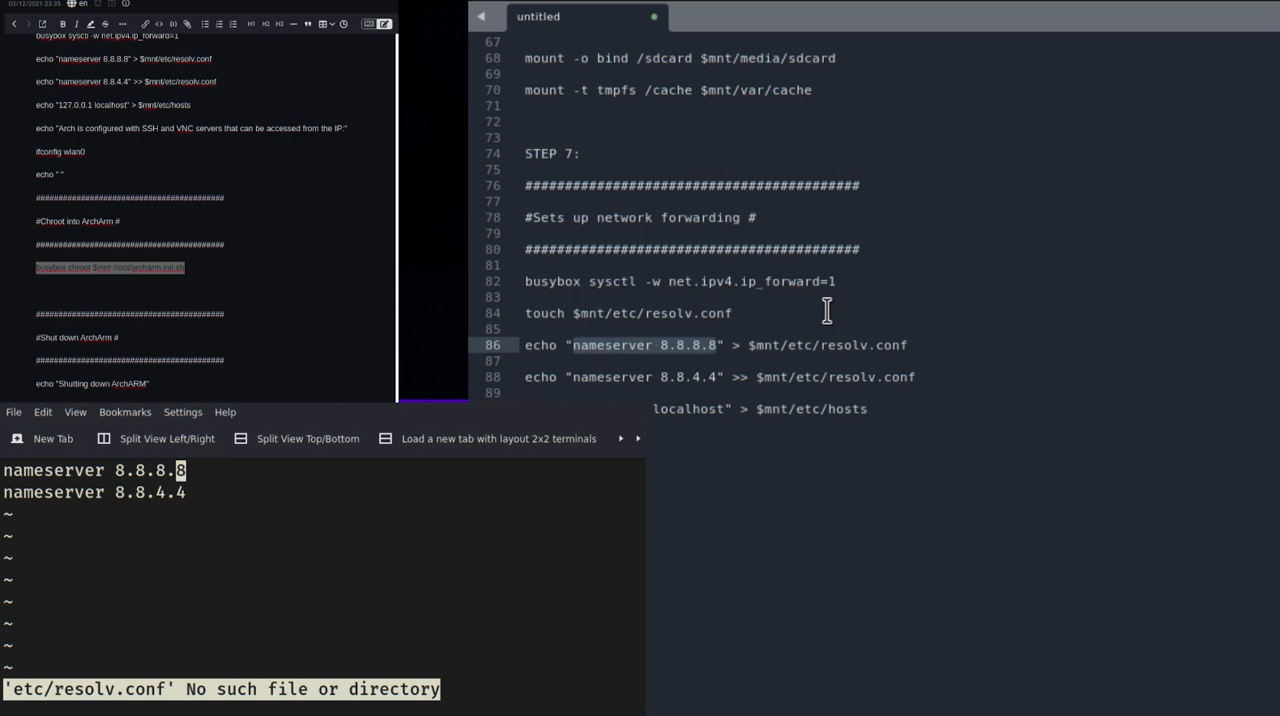 03/12/2021 23:35 en
B I S H1 H2 H3
busybox sysctl -w net.ipv4.ip_forward=1
echo "nameserver 8.8.8.8" > $mnt/etc/resolv.conf
echo "nameserver 8.8.4.4" >> $mnt/etc/resolv.conf
echo "127.0.0.1 localhost" > $mnt/etc/hosts
echo "Arch is configured with SSH and VNC servers that can be accessed from the IP:"
ifconfig wlan0
echo " "
##########################################
#Chroot into ArchArm #
##########################################
busybox chroot $mnt /root/archarm.init.sh
##########################################
#Shut down ArchArm #
##########################################
echo "Shutting down ArchARM"
untitled
67
68 mount -o bind /sdcard $mnt/media/sdcard
69
70 mount -t tmpfs /cache $mnt/var/cache
71
72
73
74 STEP 7:
75
76 ##########################################
77
78 #Sets up network forwarding #
79
80 ##########################################
81
82 busybox sysctl -w net.ipv4.ip_forward=1
83
84 touch $mnt/etc/resolv.conf
85
86 echo "nameserver 8.8.8.8" > $mnt/etc/resolv.conf
87
88 echo "nameserver 8.8.4.4" >> $mnt/etc/resolv.conf
89
localhost" > $mnt/etc/hosts
File Edit View Bookmarks Settings Help
New Tab Split View Left/Right Split View Top/Bottom Load a new tab with layout 2x2 terminals
nameserver 8.8.8.8
nameserver 8.8.4.4
~
~
~
~
~
~
~
~
'etc/resolv.conf' No such file or directory